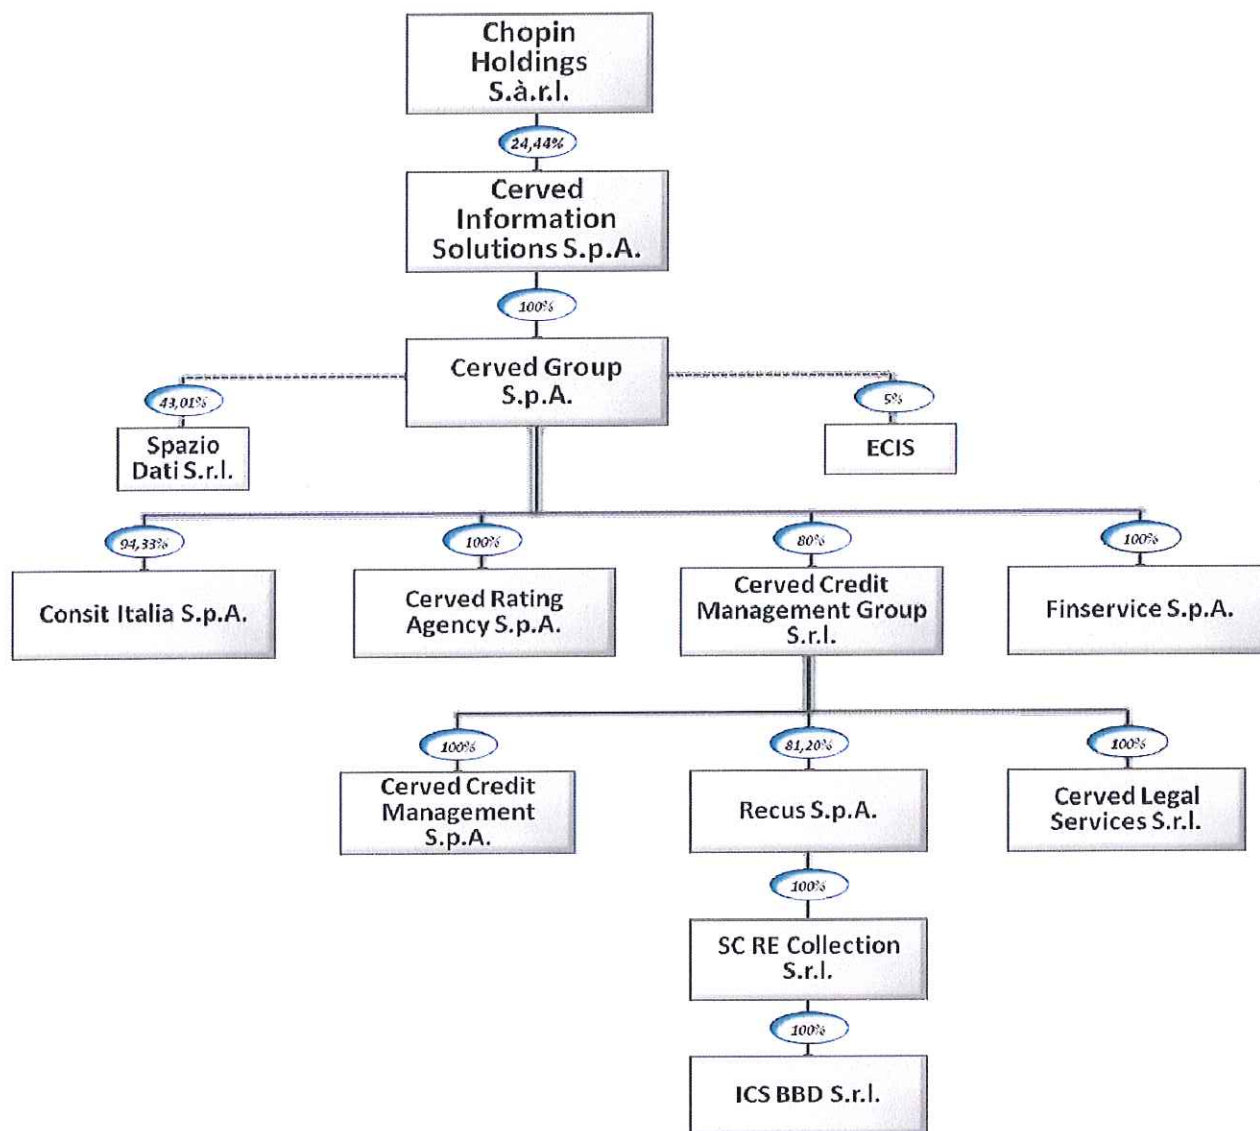 Chopin
Holdings
S.à.r.l.
24,44%
Cerved
Information
Solutions S.p.A.
100%
Cerved Group
S.p.A.
43,01%
5%
Spazio
Dati S.r.l.
ECIS
94,33%
100%
80%
100%
Consit Italia S.p.A.
Cerved Rating
Agency S.p.A.
Cerved Credit
Management Group
S.r.l.
Finservice S.p.A.
100%
81,20%
100%
Cerved Credit
Management
S.p.A.
Recus S.p.A.
Cerved Legal
Services S.r.l.
100%
SC RE Collection
S.r.l.
100%
ICS BBD S.r.l.